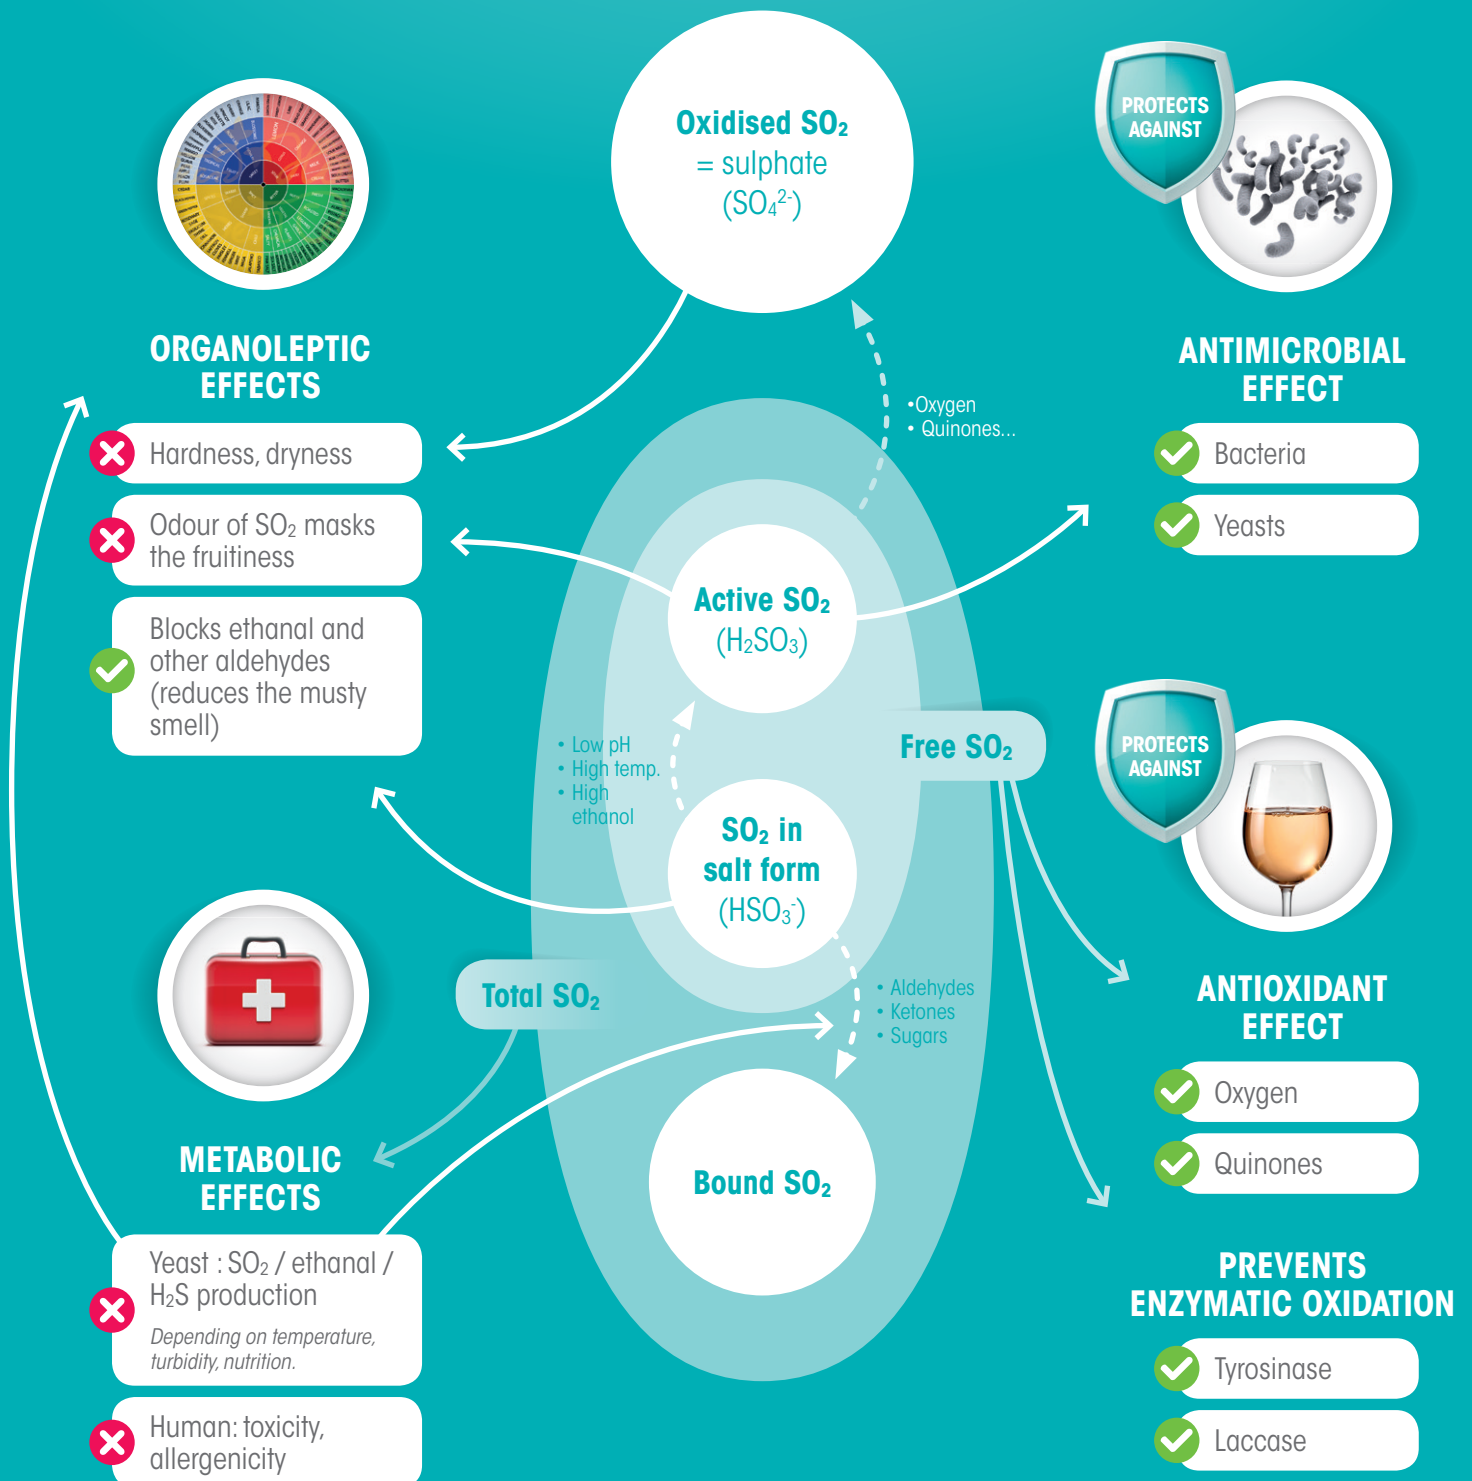 Oxidised SO₂
= sulphate
(SO₄²⁻)
PROTECTS
AGAINST
ORGANOLEPTIC
EFFECTS
Hardness, dryness
Odour of SO₂ masks
the fruitiness
Blocks ethanal and
other aldehydes
(reduces the musty
smell)
•Oxygen
• Quinones...
ANTIMICROBIAL
EFFECT
Bacteria
Yeasts
Active SO₂
(H₂SO₃)
• Low pH
• High temp.
• High
ethanol
Free SO₂
SO₂ in
salt form
(HSO₃⁻)
PROTECTS
AGAINST
Total SO₂
• Aldehydes
• Ketones
• Sugars
Bound SO₂
ANTIOXIDANT
EFFECT
Oxygen
Quinones
METABOLIC
EFFECTS
Yeast : SO₂ / ethanal /
H₂S production
Depending on temperature,
turbidity, nutrition.
Human: toxicity,
allergenicity
PREVENTS
ENZYMATIC OXIDATION
Tyrosinase
Laccase